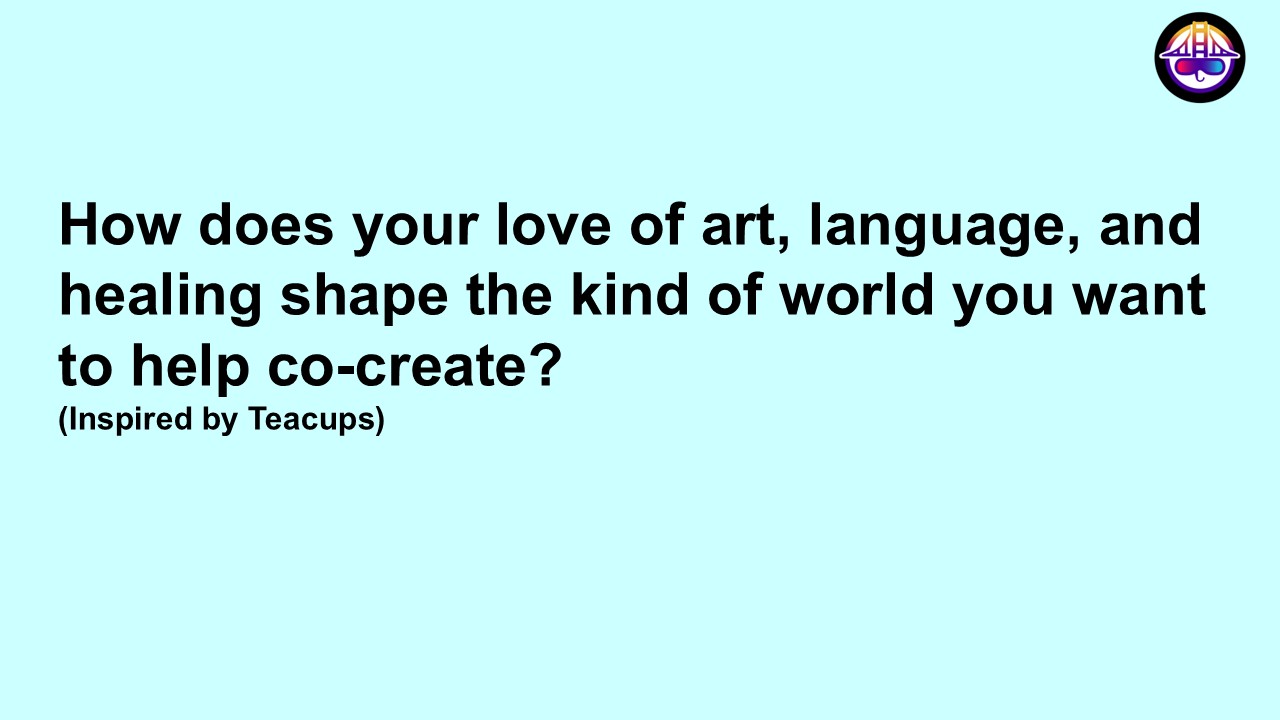 How does your love of art, language, and
healing shape the kind of world you want
to help co-create?
(Inspired by Teacups)